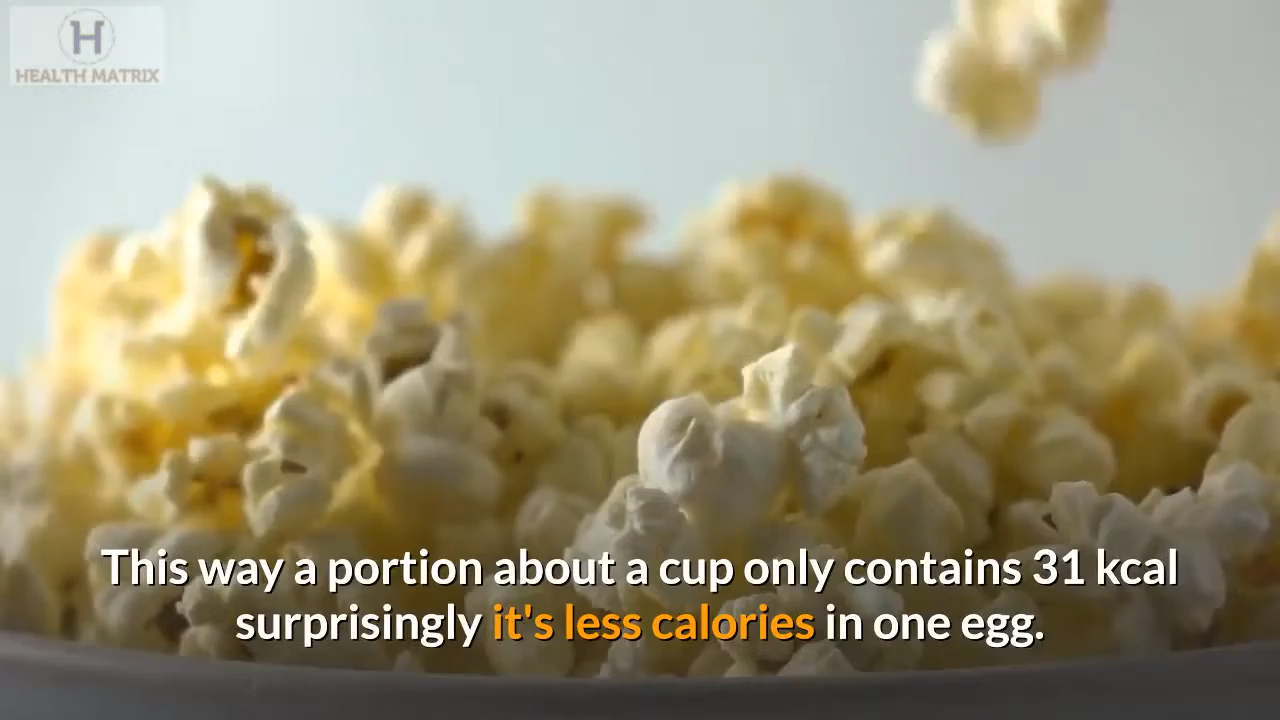 H
HEALTH MATRIX
This way a portion about a cup only contains 31 kcal
surprisingly it's less calories in one egg.